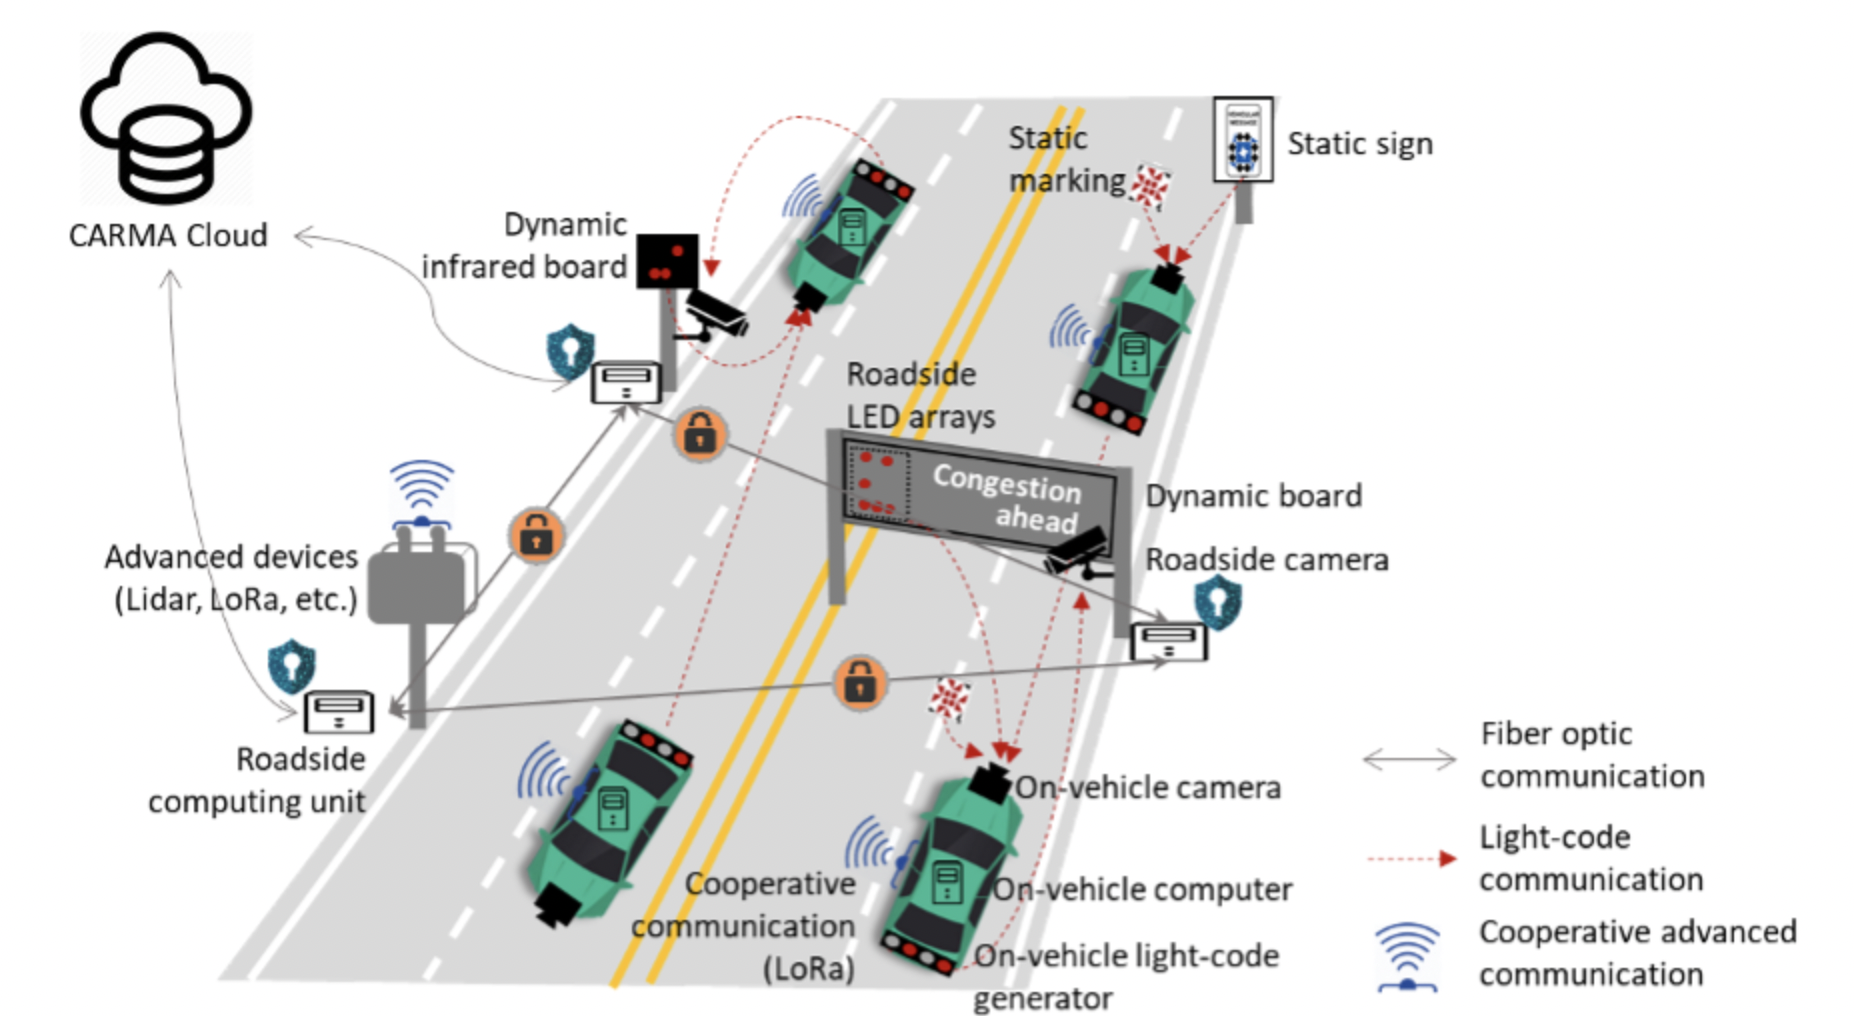 CARMA Cloud
Dynamic
infrared board
Static
marking
Static sign
VEHICULAR
MESSAGE
Roadside
LED arrays
Congestion
ahead
Dynamic board
Roadside camera
Advanced devices
(Lidar, LoRa, etc.)
Roadside
computing unit
On-vehicle camera
On-vehicle computer
On-vehicle light-code
generator
Cooperative
communication
(LoRa)
Fiber optic
communication
Light-code
communication
Cooperative advanced
communication